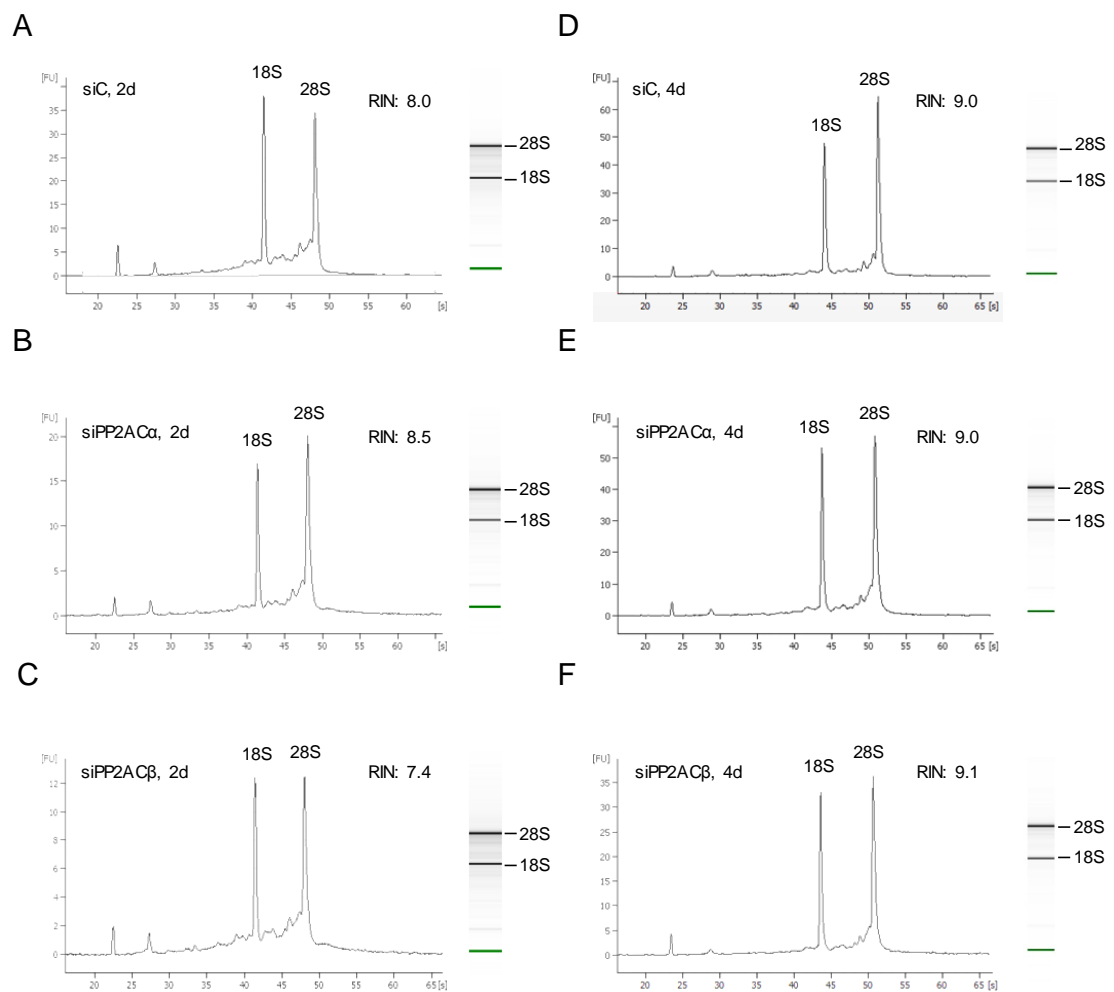 A
[FU]
siC, 2d
18S
28S
RIN: 8.0
35
30
25
20
15
10
5
0
20 25 30 35 40 45 50 55 60 [s]
28S
18S
D
[FU]
siC, 4d
18S
28S
RIN: 9.0
60
50
40
30
20
10
0
20 25 30 35 40 45 50 55 60 65 [s]
28S
18S
B
[FU]
siPP2ACα, 2d
18S
28S
RIN: 8.5
20
15
10
5
0
20 25 30 35 40 45 50 55 60 [s]
28S
18S
E
[FU]
siPP2ACα, 4d
18S
28S
RIN: 9.0
50
40
30
20
10
0
20 25 30 35 40 45 50 55 60 65 [s]
28S
18S
C
[FU]
siPP2ACβ, 2d
18S
28S
RIN: 7.4
12
10
8
6
4
2
0
20 25 30 35 40 45 50 55 60 65 [s]
28S
18S
F
[FU]
siPP2ACβ, 4d
18S
28S
RIN: 9.1
35
30
25
20
15
10
5
0
20 25 30 35 40 45 50 55 60 65 [s]
28S
18S